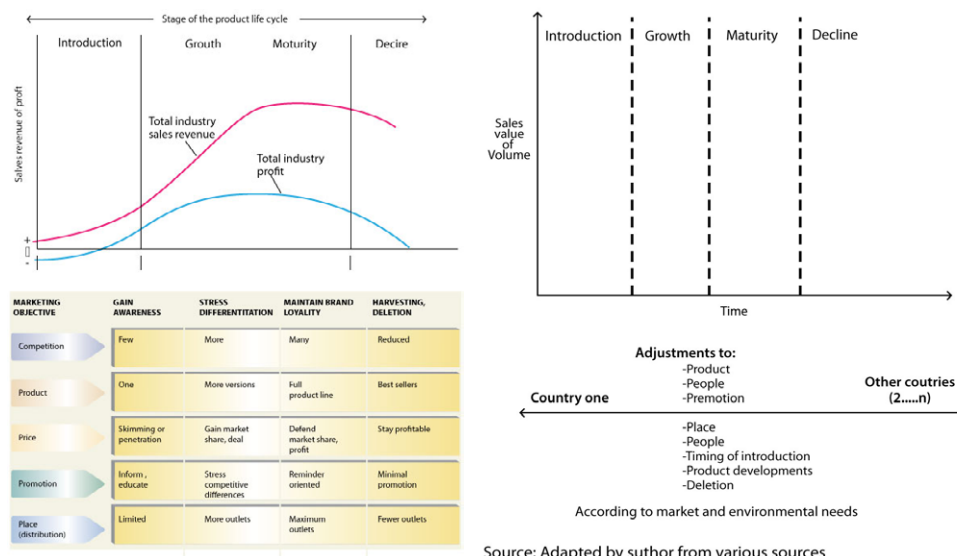 Stage of the product life cycle
Introduction
Grouth
Maturity
Decire
Salves revenue of proft
Total industry
sales revenue
Total industry
profit
+
-
MARKETING
OBJECTIVE
GAIN
AWARENESS
STRESS
DIFFERENTITATION
MAINTAIN BRAND
LOYALITY
HARVESTING,
DELETION
Competition
Few
More
Many
Reduced
Product
One
More versions
Full
product line
Best sellers
Price
Skimming or
penetration
Gain market
share, deal
Defend
market share,
profit
Stay profitable
Promotion
Inform ,
educate
Stress
competitive
differences
Reminder
oriented
Minimal
promotion
Place
(distribution)
Limited
More outlets
Maximum
outlets
Fewer outlets
Introduction
Growth
Maturity
Decline
Sales
value
of
Volume
Time
Adjustments to:
-Product
-People
-Premotion
Country one
Other coutries
(2.....n)
-Place
-People
-Timing of introduction
-Product developments
-Deletion
According to market and environmental needs
Source: Adapted by suthor from various sources